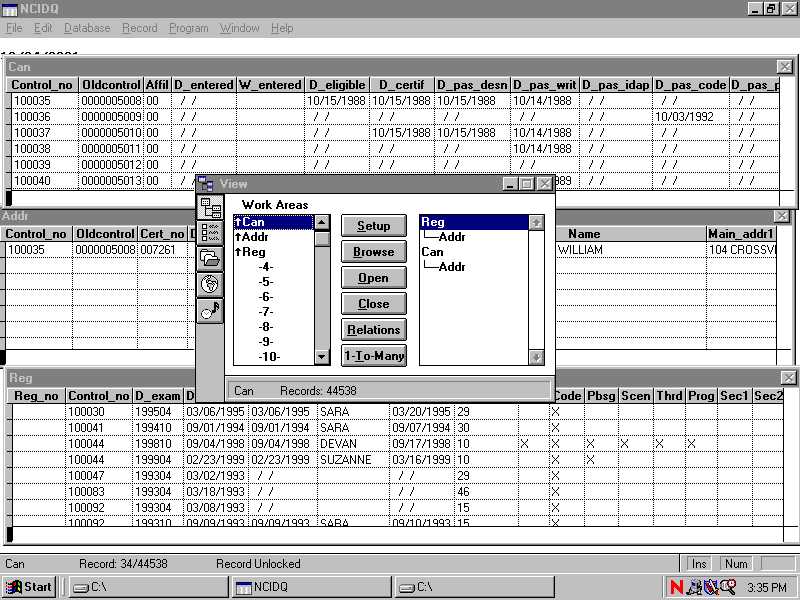 NCIDQ
File Edit Database Record Program Window Help
Can
Control_no Oldcontrol Affil D_entered W_entered D_eligible D_certif D_pas_desn D_pas_writ D_pas_idap D_pas_code D_pas_p
100035 0000005008 00 / / 10/15/1988 10/15/1988 10/15/1988 10/14/1988 / / / / / /
100036 0000005009 00 / / / / / / / / / / / / 10/03/1992 / /
100037 0000005010 00 / / / / 10/15/1988 10/15/1988 10/14/1988 / / / / / /
100038 0000005011 00 / / / / / / / / 10/14/1988 / / / / / /
100039 0000005012 00 / / / / / / / / / / / / / / / /
100040 0000005013 00 / / 989 / / / / / /
View
Work Areas
↑Can
↑Addr
↑Reg
-4-
-5-
-6-
-7-
-8-
-9-
-10-
Setup
Browse
Open
Close
Relations
1-To-Many
Reg
Addr
Can
Addr
Can Records: 44538
Addr
Control_no Oldcontrol Cert_no D Name Main_addr1
100035 0000005008 007261 WILLIAM 104 CROSSVI
Reg
Reg_no Control_no D_exam D Code Pbsg Scen Thrd Prog Sec1 Sec2
100030 199504 03/06/1995 03/06/1995 SARA 03/20/1995 29 X
100041 199410 09/01/1994 09/01/1994 SARA 09/07/1994 30 X
100044 199810 09/04/1998 09/04/1998 DEVAN 09/17/1998 10 X X X X X X
100044 199904 02/23/1999 02/23/1999 SUZANNE 03/16/1999 10 X X
100047 199304 03/02/1993 / / / / 29 X
100083 199304 03/18/1993 / / / / 46 X
100092 199304 03/08/1993 / / / / 15 X
100092 199310 09/09/1993 09/09/1993 SARA 09/10/1993 15 X
Can Record: 34/44538 Record Unlocked Ins Num
Start C:\ NCIDQ C:\ N 3:35 PM